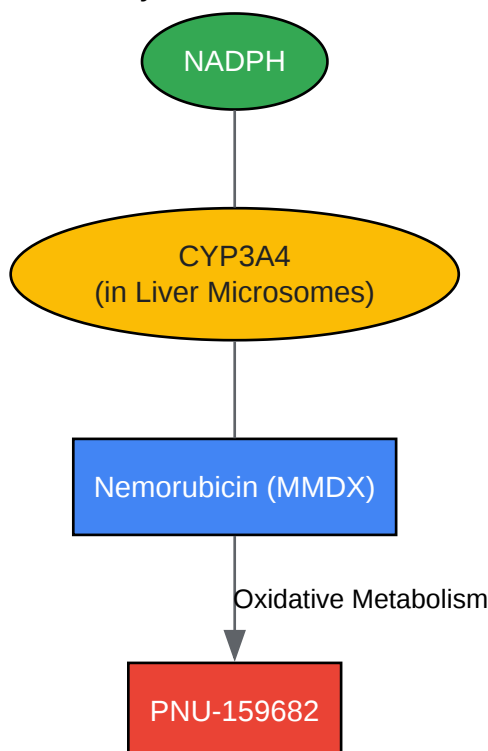 NADPH
CYP3A4
(in Liver Microsomes)
Nemorubicin (MMDX)
Oxidative Metabolism
PNU-159682